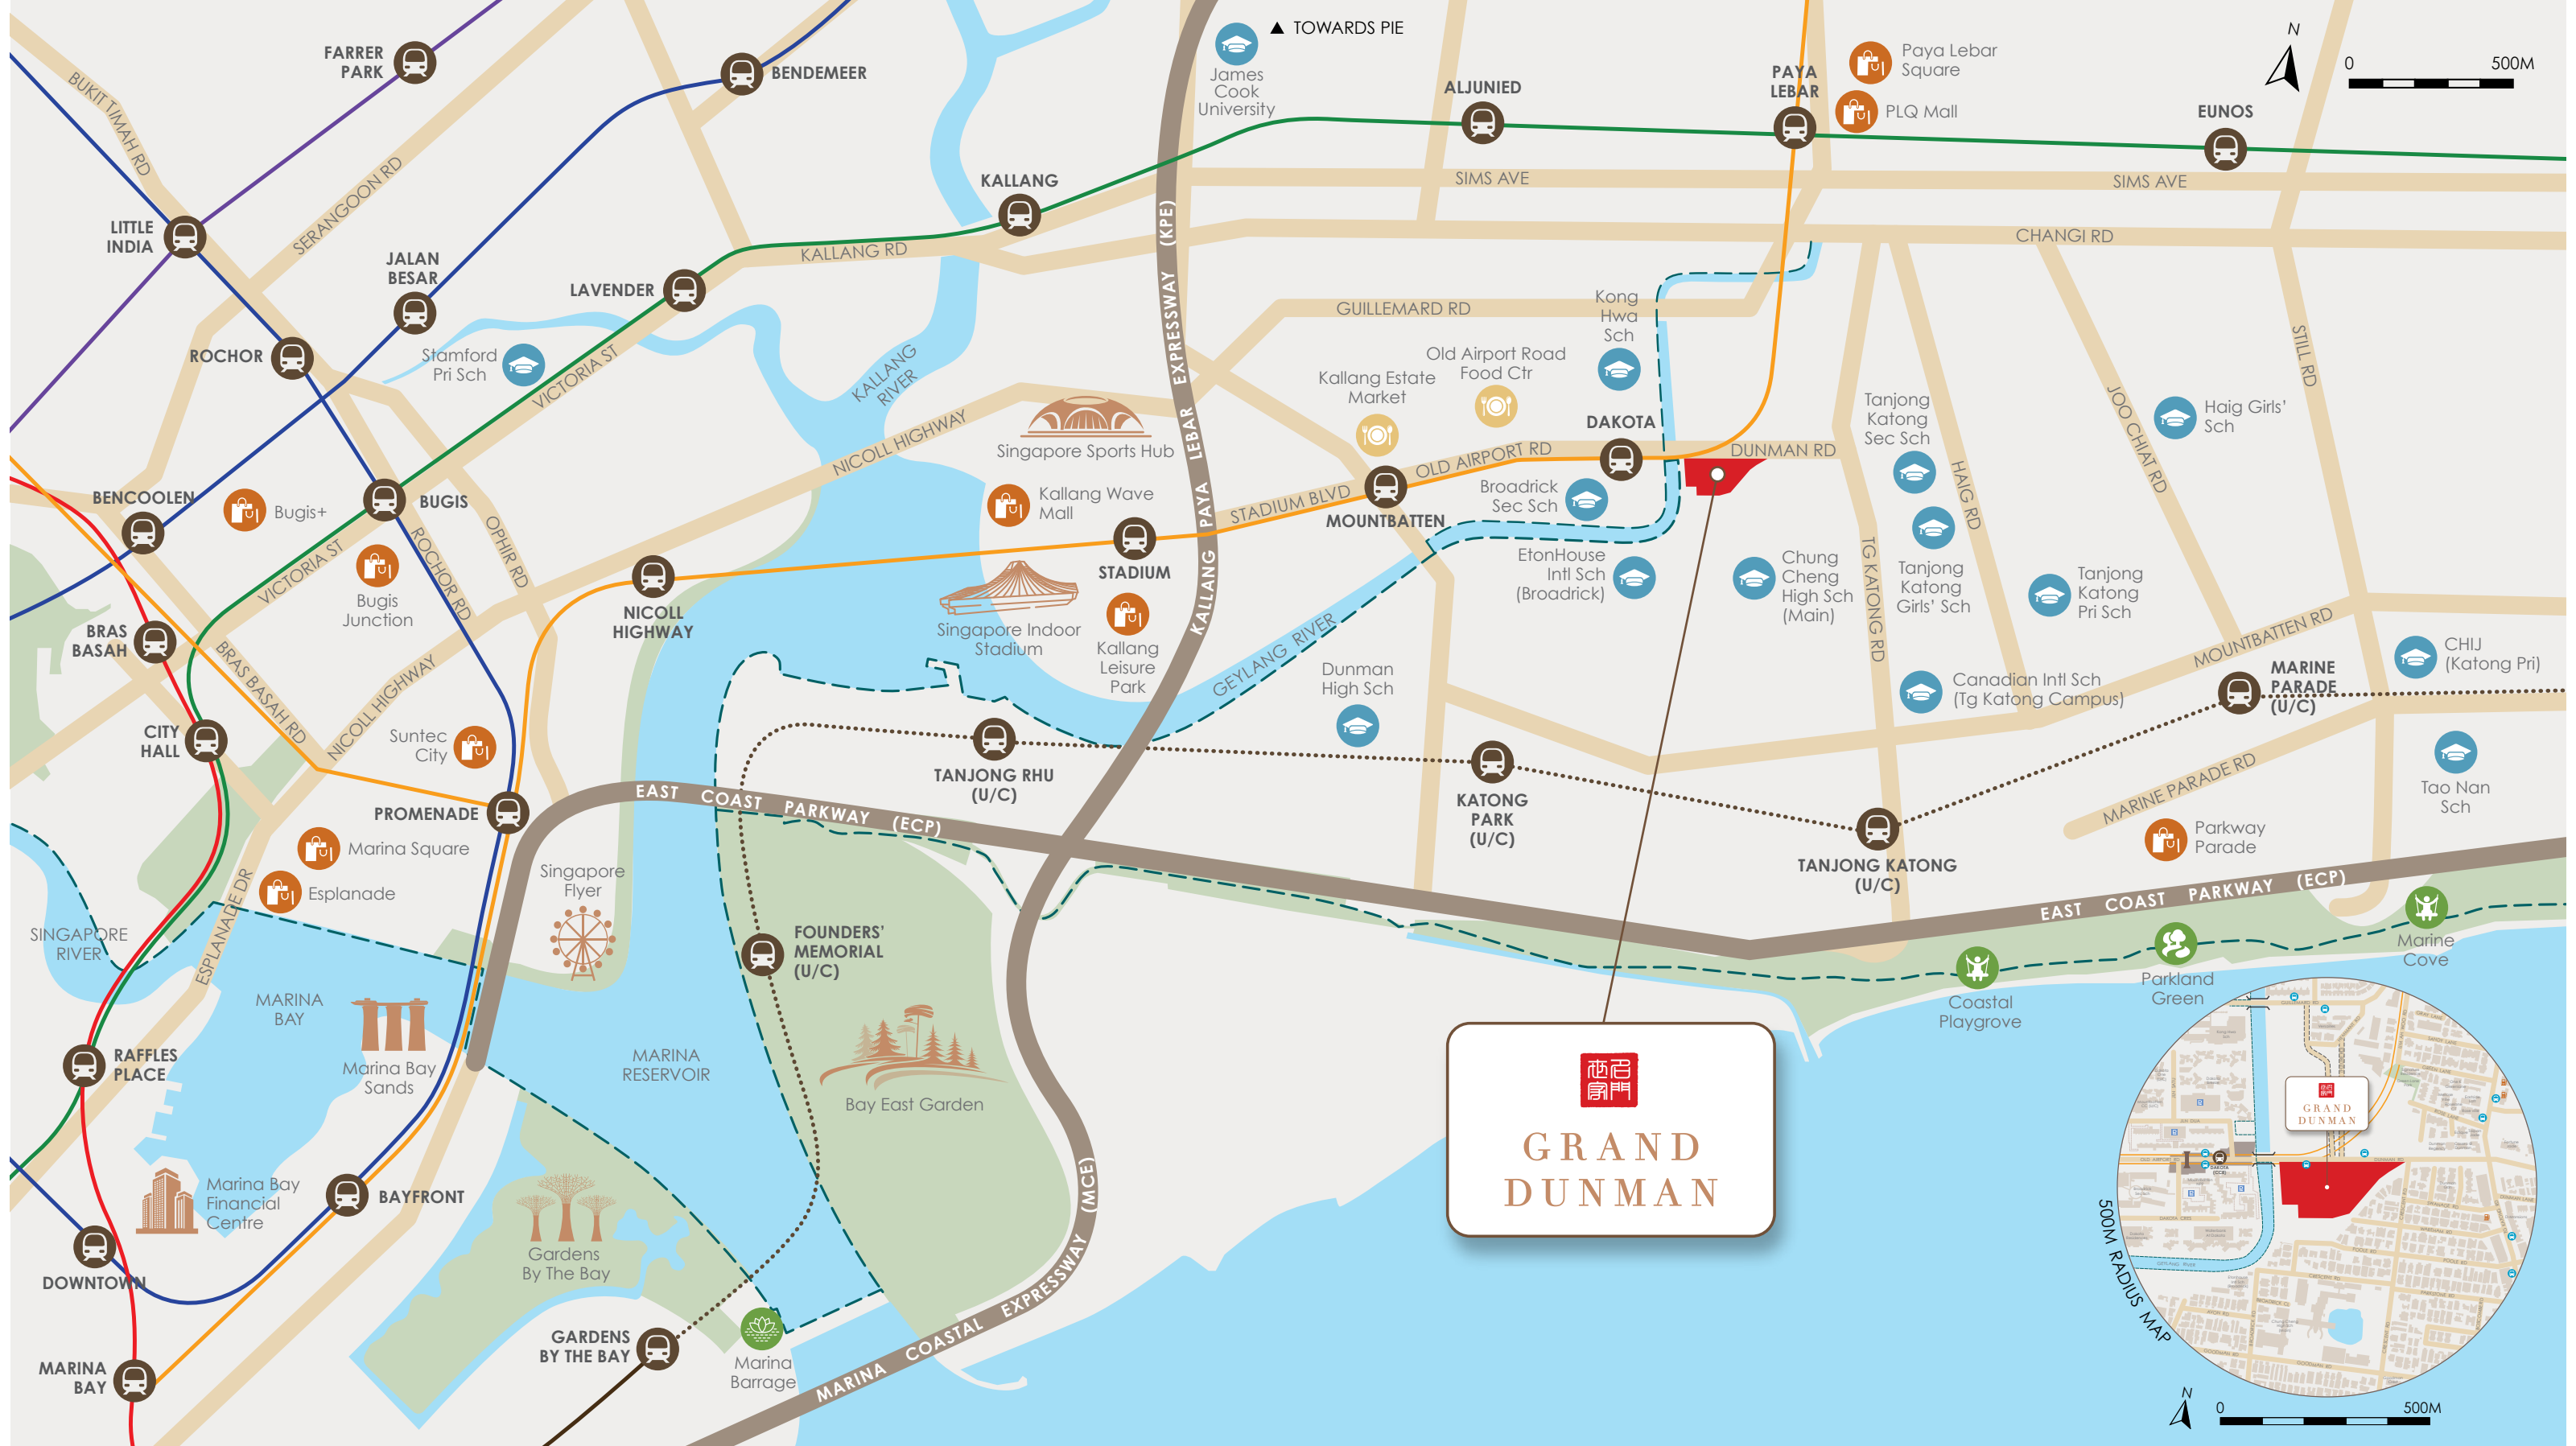 TOWARDS PIE
N
0
500M
FARRER
PARK
BENDEMEER
James
Cook
University
ALJUNIED
PAYA
LEBAR
Paya Lebar
Square
PLQ Mall
EUNOS
BUKIT TIMAH RD
SERANGOON RD
KALLANG
SIMS AVE
SIMS AVE
LITTLE
INDIA
JALAN
BESAR
LAVENDER
KALLANG RD
CHANGI RD
KALLANG PAYA LEBAR EXPRESSWAY (KPE)
GUILLEMARD RD
Kong
Hwa
Sch
ROCHOR
Stamford
Pri Sch
VICTORIA ST
KALLANG
RIVER
Kallang Estate
Market
Old Airport Road
Food Ctr
STILL RD
JOO CHIAT RD
Haig Girls'
Sch
Tanjong
Katong
Sec Sch
NICOLL HIGHWAY
Singapore Sports Hub
DAKOTA
OLD AIRPORT RD
DUNMAN RD
HAIG RD
BENCOOLEN
Bugis+
BUGIS
ROCHOR RD
OPHIR RD
Kallang Wave
Mall
STADIUM BLVD
MOUNTBATTEN
Broadrick
Sec Sch
VICTORIA ST
Bugis
Junction
NICOLL
HIGHWAY
STADIUM
Singapore Indoor
Stadium
Kallang
Leisure
Park
GEYLANG RIVER
EtonHouse
Intl Sch
(Broadrick)
Chung
Cheng
High Sch
(Main)
TG KATONG RD
Tanjong
Katong
Girls' Sch
Tanjong
Katong
Pri Sch
MOUNTBATTEN RD
BRAS
BASAH
BRAS BASAH RD
NICOLL HIGHWAY
Dunman
High Sch
Canadian Intl Sch
(Tg Katong Campus)
MARINE
PARADE
(U/C)
CHIJ
(Katong Pri)
CITY
HALL
Suntec
City
TANJONG RHU
(U/C)
KATONG
PARK
(U/C)
TANJONG KATONG
(U/C)
MARINE PARADE RD
Parkway
Parade
Tao Nan
Sch
PROMENADE
EAST COAST PARKWAY (ECP)
EAST COAST PARKWAY (ECP)
Marina Square
Esplanade
ESPLANADE DR
Singapore
Flyer
SINGAPORE
RIVER
FOUNDERS'
MEMORIAL
(U/C)
MARINA
BAY
Marina Bay
Sands
MARINA
RESERVOIR
Bay East Garden
Coastal
Playgrove
Parkland
Green
Marine
Cove
RAFFLES
PLACE
名門
世家
GRAND
DUNMAN
GRAND
DUNMAN
Marina Bay
Financial
Centre
BAYFRONT
DOWNTOWN
Gardens
By The Bay
MARINA COASTAL EXPRESSWAY (MCE)
GARDENS
BY THE BAY
Marina
Barrage
MARINA
BAY
500M RADIUS MAP
N
0
500M